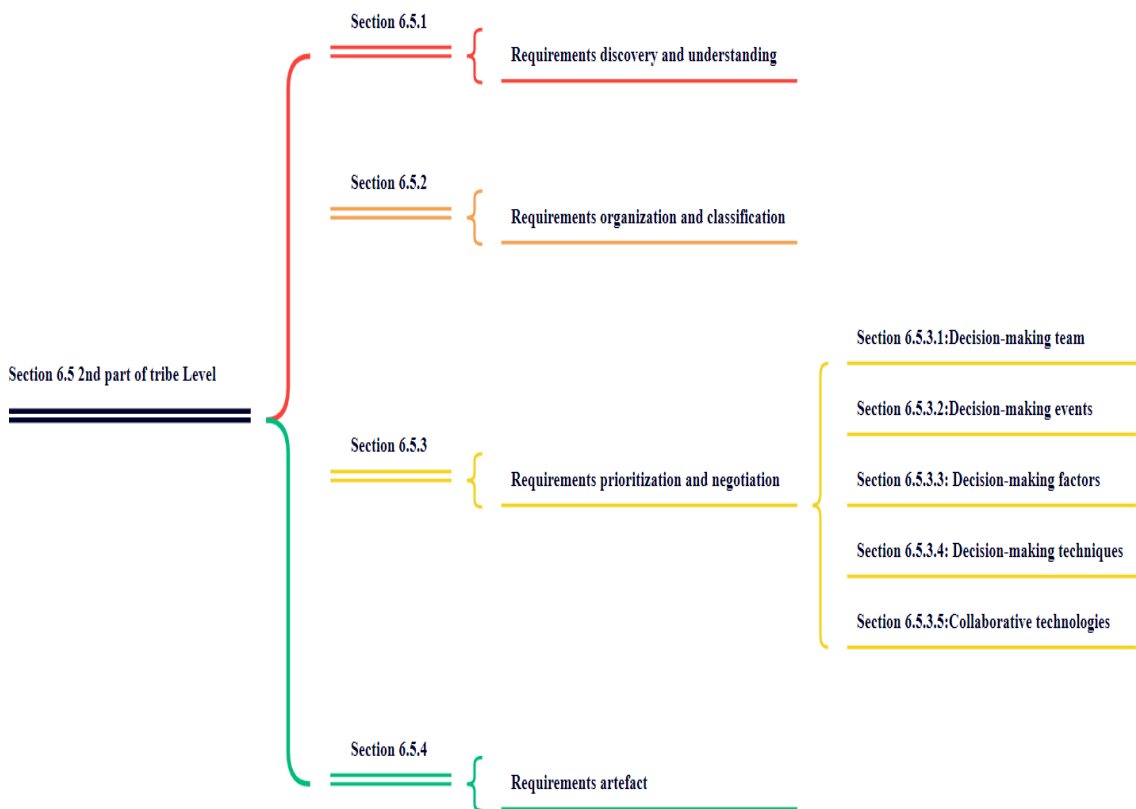 Section 6.5 2nd part of tribe Level
Section 6.5.1
Requirements discovery and understanding
Section 6.5.2
Requirements organization and classification
Section 6.5.3
Requirements prioritization and negotiation
Section 6.5.3.1:Decision-making team
Section 6.5.3.2:Decision-making events
Section 6.5.3.3: Decision-making factors
Section 6.5.3.4: Decision-making techniques
Section 6.5.3.5:Collaborative technologies
Section 6.5.4
Requirements artefact